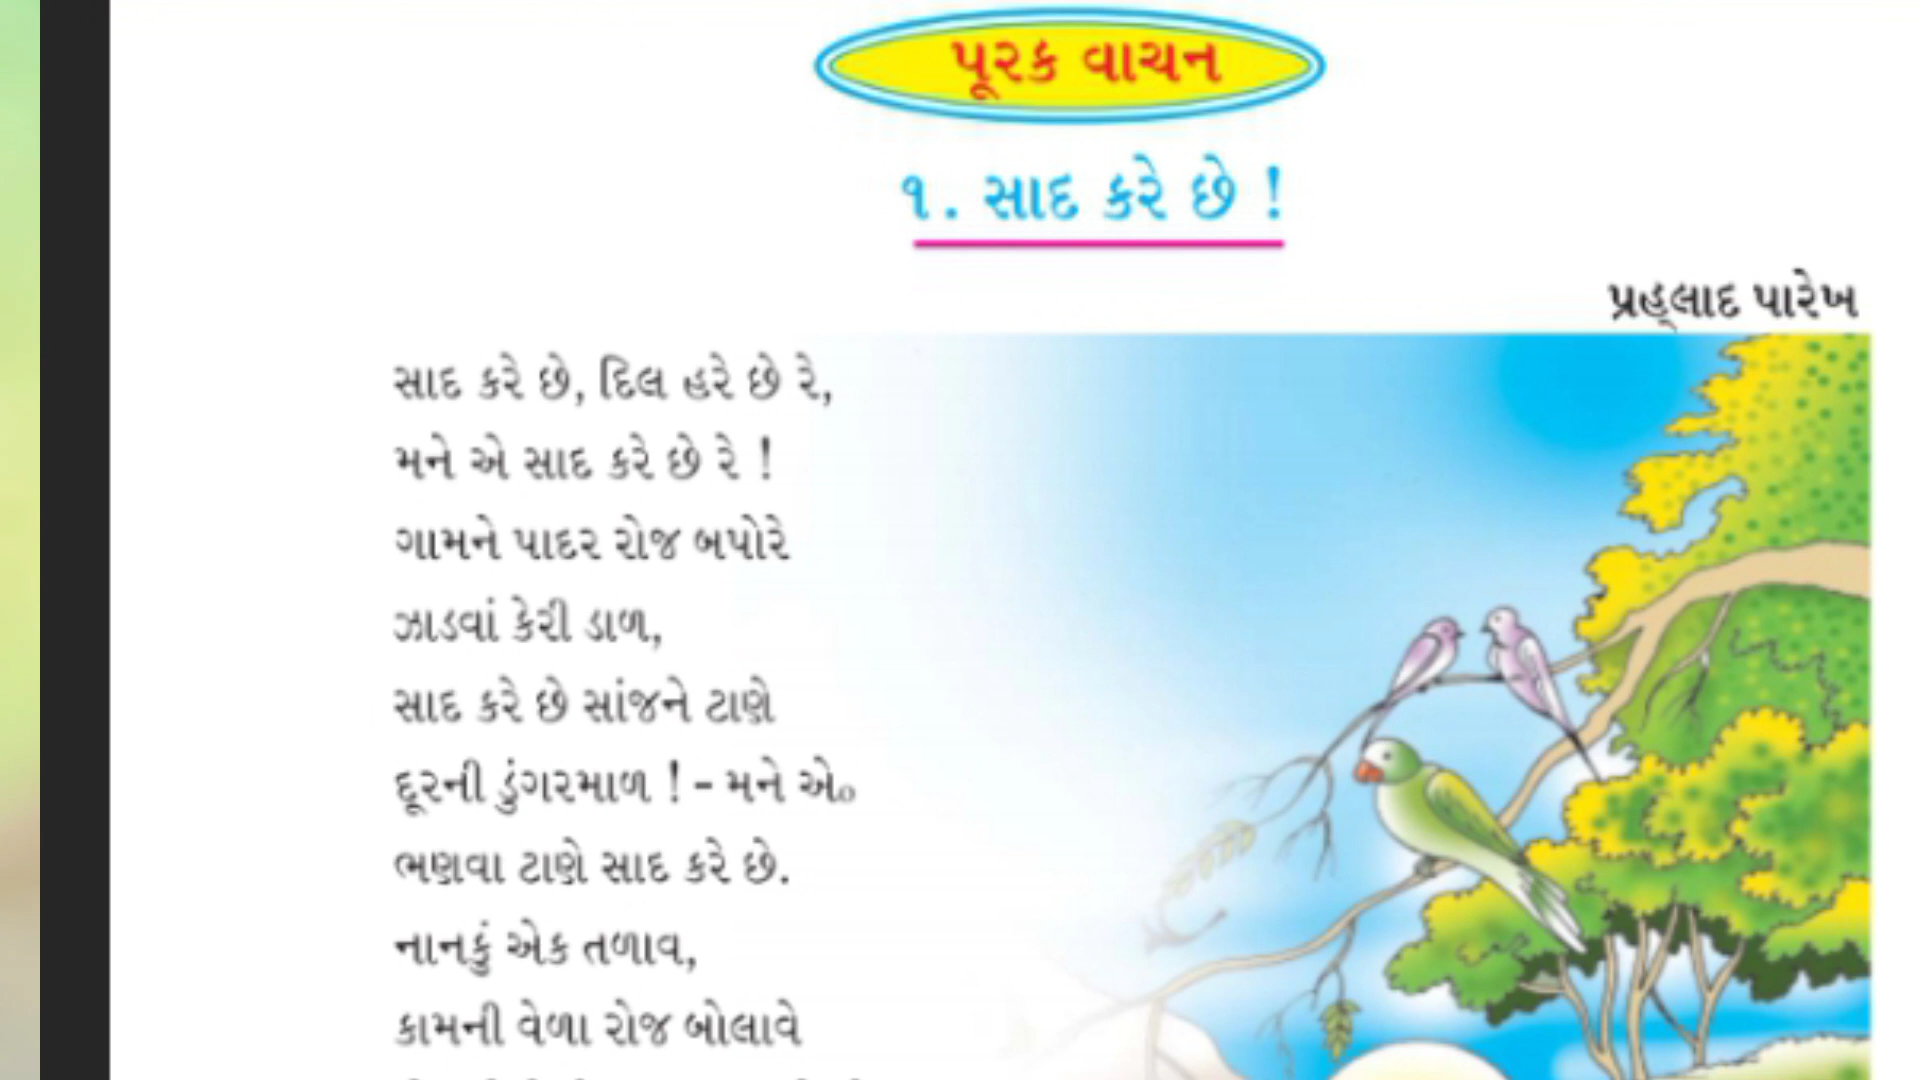 પૂરક વાચન
૧. સાદ કરે છે !
પ્રહ્‌લાદ પારેખ
સાદ કરે છે, દિલ હરે છે રે,
મને એ સાદ કરે છે રે !
ગામને પાદર રોજ બપોરે
ઝાડવાં કેરી ડાળ,
સાદ કરે છે સાંજને ટાણે
દૂરની ડુંગરમાળ ! – મને એ૦
ભણવા ટાણે સાદ કરે છે.
નાનકું એક તળાવ,
કામની વેળા રોજ બોલાવે